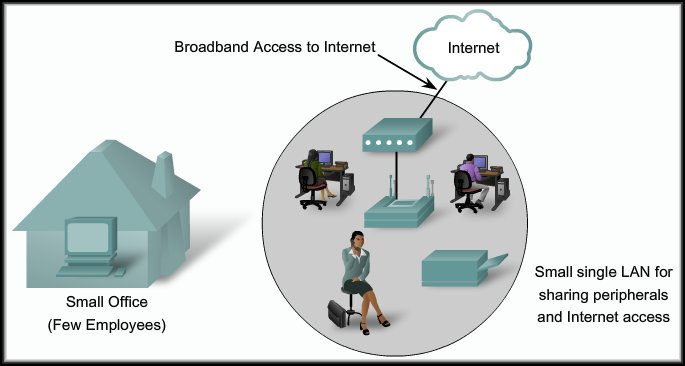 Broadband Access to Internet
Internet
Small Office
(Few Employees)
Small single LAN for
sharing peripherals
and Internet access